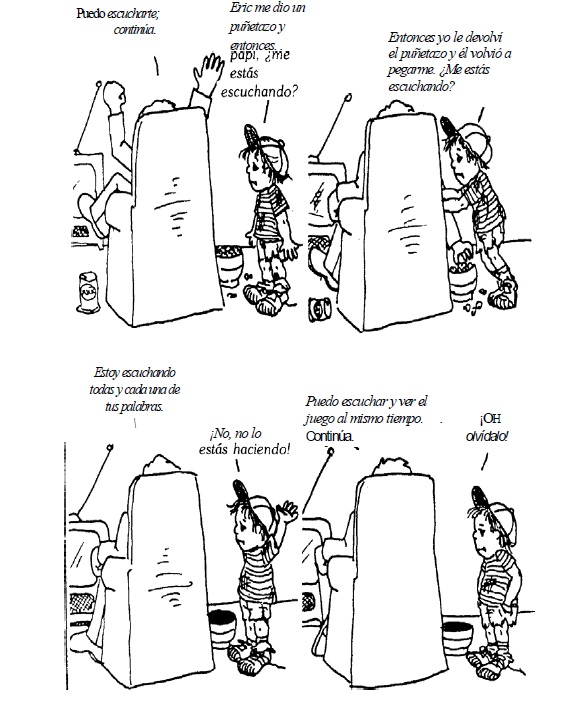 Puedo escucharte;
continúa.
Eric me dio un
puñetazo y
entonces.
papi, ¿me
estás
escuchando?
Entonces yo le devolví
el puñetazo y él volvió a
pegarme. ¿Me estás
escuchando?
Estoy escuchando
todas y cada una de
tus palabras.
¡No, no lo
estás haciendo!
Puedo escuchar y ver el
juego al mismo tiempo. .
Continúa.
¡OH
olvídalo!